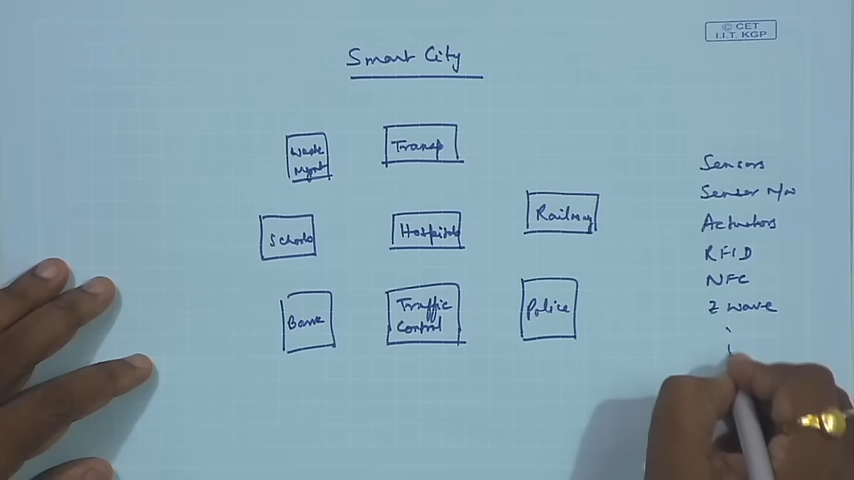 © CET
I.I.T. KGP
Smart City
Waste
Mgmt
Transp
Schools
Hospitals
Railway
Bank
Traffic
Control
Police
Sensors
Sensor n/w
Actuators
RFID
NFC
Z wave